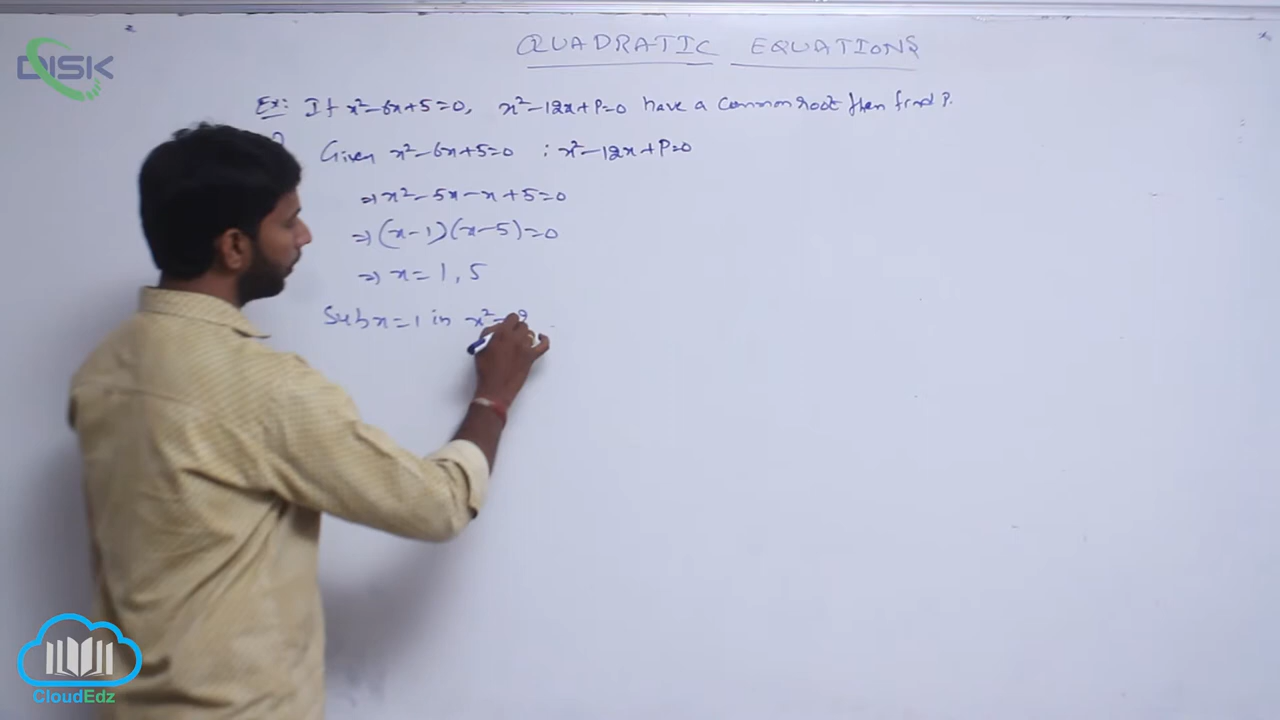 DISK
QUADRATIC EQUATIONS
Ex: If x²-6x+5=0, x²-12x+P=0 have a common root then find P.
Given x²-6x+5=0 ; x²-12x+P=0
⇒ x²-5x-x+5=0
⇒ (x-1)(x-5)=0
⇒ x=1,5
Sub x=1 in x²-
CloudEdz